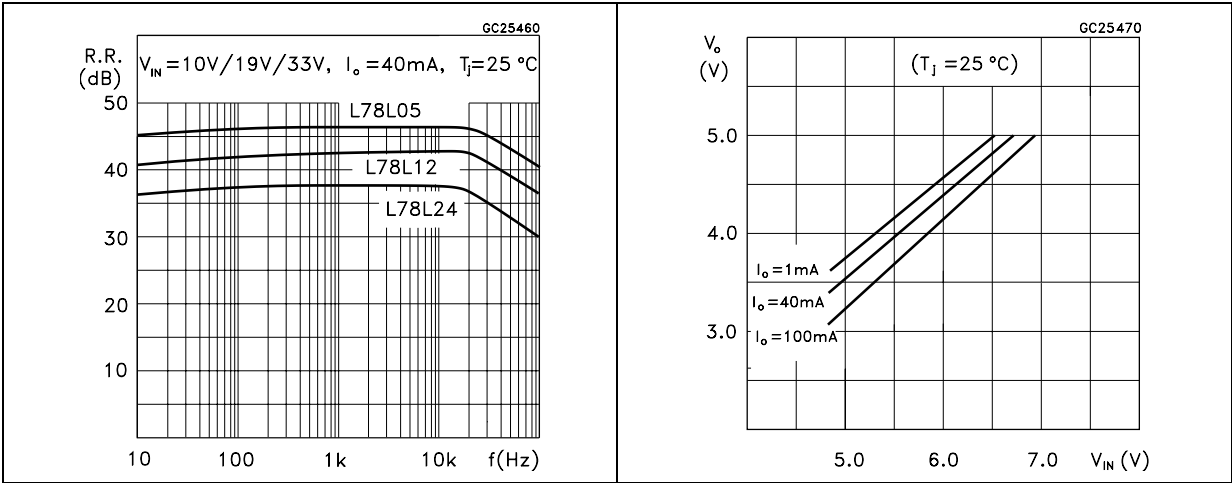 GC25460
R.R.
(dB)
V_IN =10V/19V/33V, I_o =40mA, T_j=25 °C
50
L78L05
40
L78L12
L78L24
30
20
10
10 100 1k 10k f(Hz)
GC25470
V_o
(V)
(T_J =25 °C)
5.0
4.0
I_o =1mA
I_o =40mA
3.0
I_o =100mA
5.0 6.0 7.0 V_IN (V)